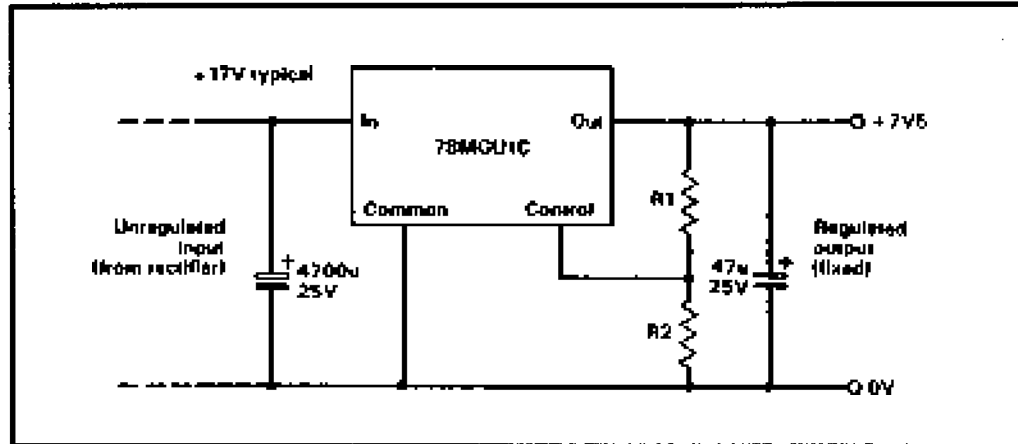 +17V typical
In
Out
+7V5
78MGU1C
R1
Common
Control
Unregulated
input
(from rectifier)
+
4700u
25V
47u
25V
+
Regulated
output
(fixed)
R2
0V